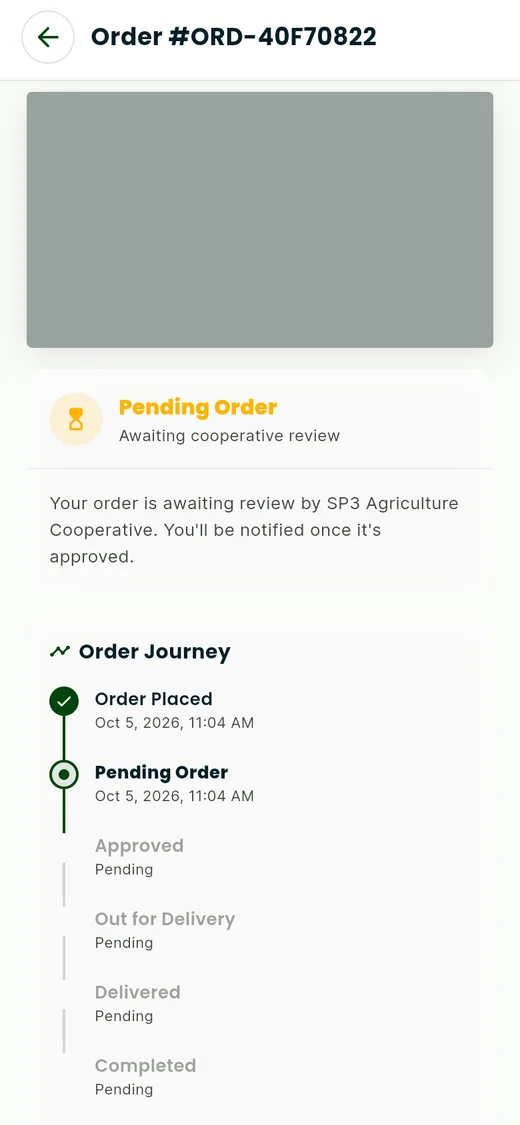 Order #ORD-40F70822
Pending Order
Awaiting cooperative review
Your order is awaiting review by SP3 Agriculture
Cooperative. You'll be notified once it's
approved.
Order Journey
Order Placed
Oct 5, 2026, 11:04 AM
Pending Order
Oct 5, 2026, 11:04 AM
Approved
Pending
Out for Delivery
Pending
Delivered
Pending
Completed
Pending